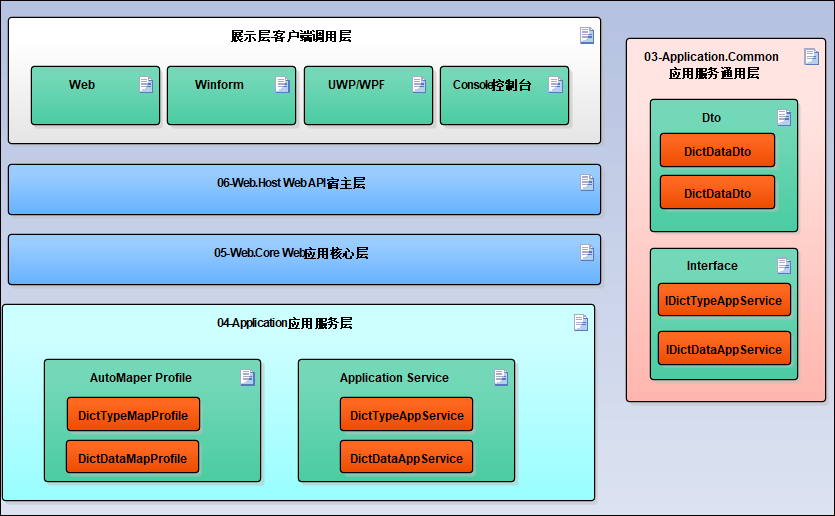 展示层客户端调用层
Web
Winform
UWP/WPF
Console控制台
06-Web.Host Web API宿主层
05-Web.Core Web应用核心层
04-Application应用服务层
AutoMaper Profile
DictTypeMapProfile
DictDataMapProfile
Application Service
DictTypeAppService
DictDataAppService
03-Application.Common
应用服务通用层
Dto
DictDataDto
DictDataDto
Interface
IDictTypeAppService
IDictDataAppService